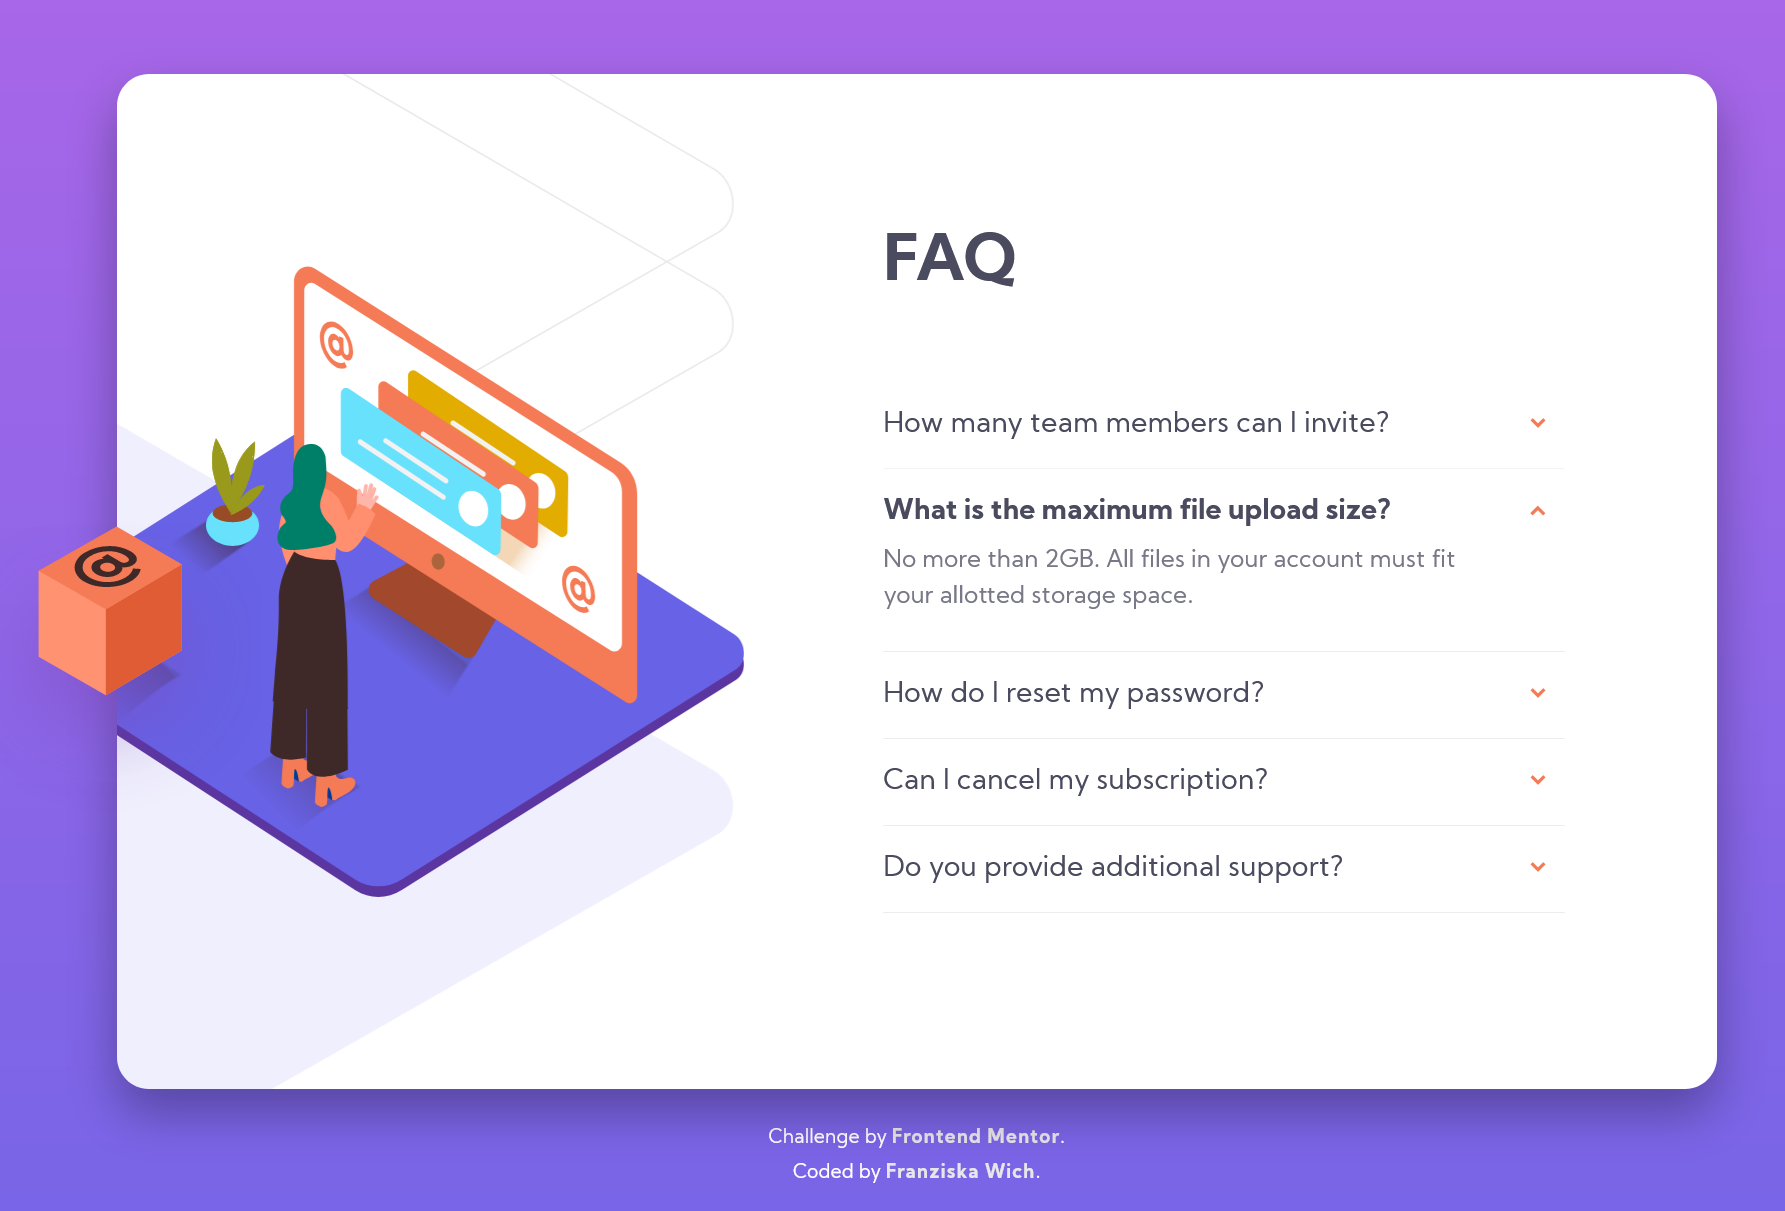 FAQ
How many team members can I invite?
What is the maximum file upload size?
No more than 2GB. All files in your account must fit
your allotted storage space.
How do I reset my password?
Can I cancel my subscription?
Do you provide additional support?
@
@
@
Challenge by Frontend Mentor.
Coded by Franziska Wich.